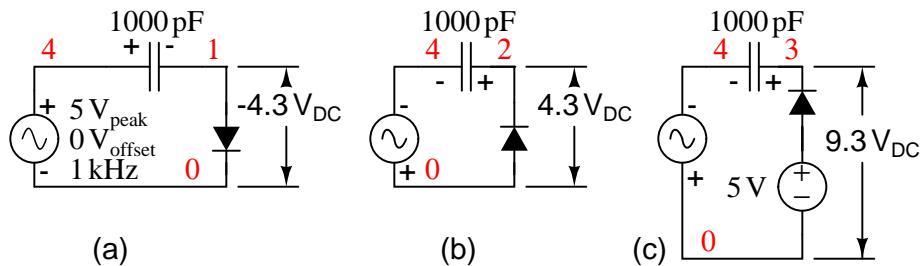 1000 pF
4 + - 1
+ 5 Vpeak
0 Voffset
- 1 kHz
0
-4.3 VDC
(a)
1000 pF
4 - + 2
-
+ 0
4.3 VDC
(b)
1000 pF
4 - + 3
-
+
5 V + −
0
9.3 VDC
(c)